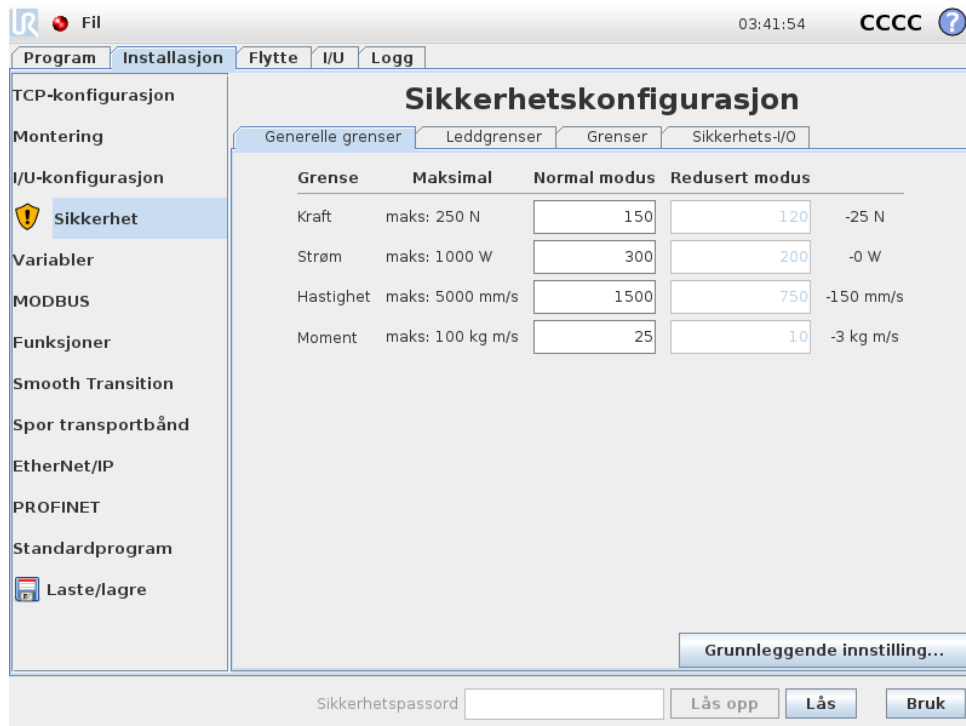 UR Fil 03:41:54 CCCC ?
Program Installasjon Flytte I/U Logg
TCP-konfigurasjon
Montering
I/U-konfigurasjon
Sikkerhet
Variabler
MODBUS
Funksjoner
Smooth Transition
Spor transportbånd
EtherNet/IP
PROFINET
Standardprogram
Laste/lagre
Sikkerhetskonfigurasjon
Generelle grenser Leddgrenser Grenser Sikkerhets-I/O
Grense Maksimal Normal modus Redusert modus
Kraft maks: 250 N 150 120 -25 N
Strøm maks: 1000 W 300 200 -0 W
Hastighet maks: 5000 mm/s 1500 750 -150 mm/s
Moment maks: 100 kg m/s 25 10 -3 kg m/s
Grunnleggende innstilling...
Sikkerhetspassord Lås opp Lås Bruk